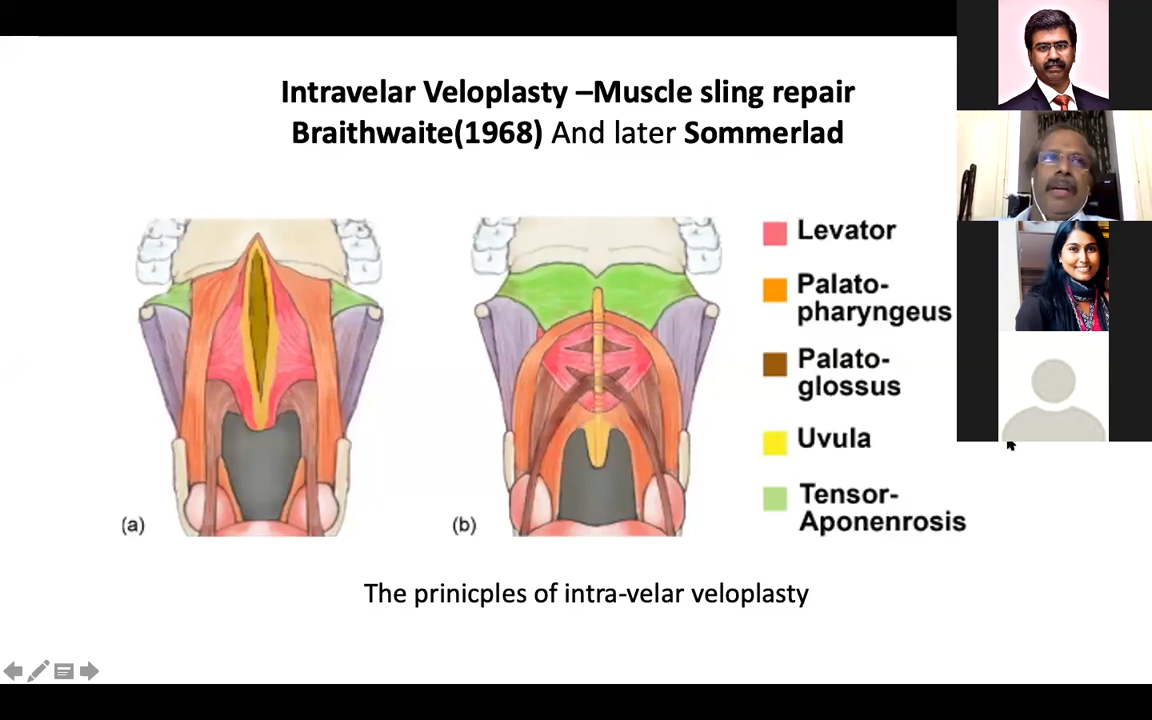 Intravelar Veloplasty –Muscle sling repair
Braithwaite(1968) And later Sommerlad
Levator
Palato-
pharyngeus
Palato-
glossus
Uvula
Tensor-
Aponenrosis
(a)
(b)
The prinicples of intra-velar veloplasty